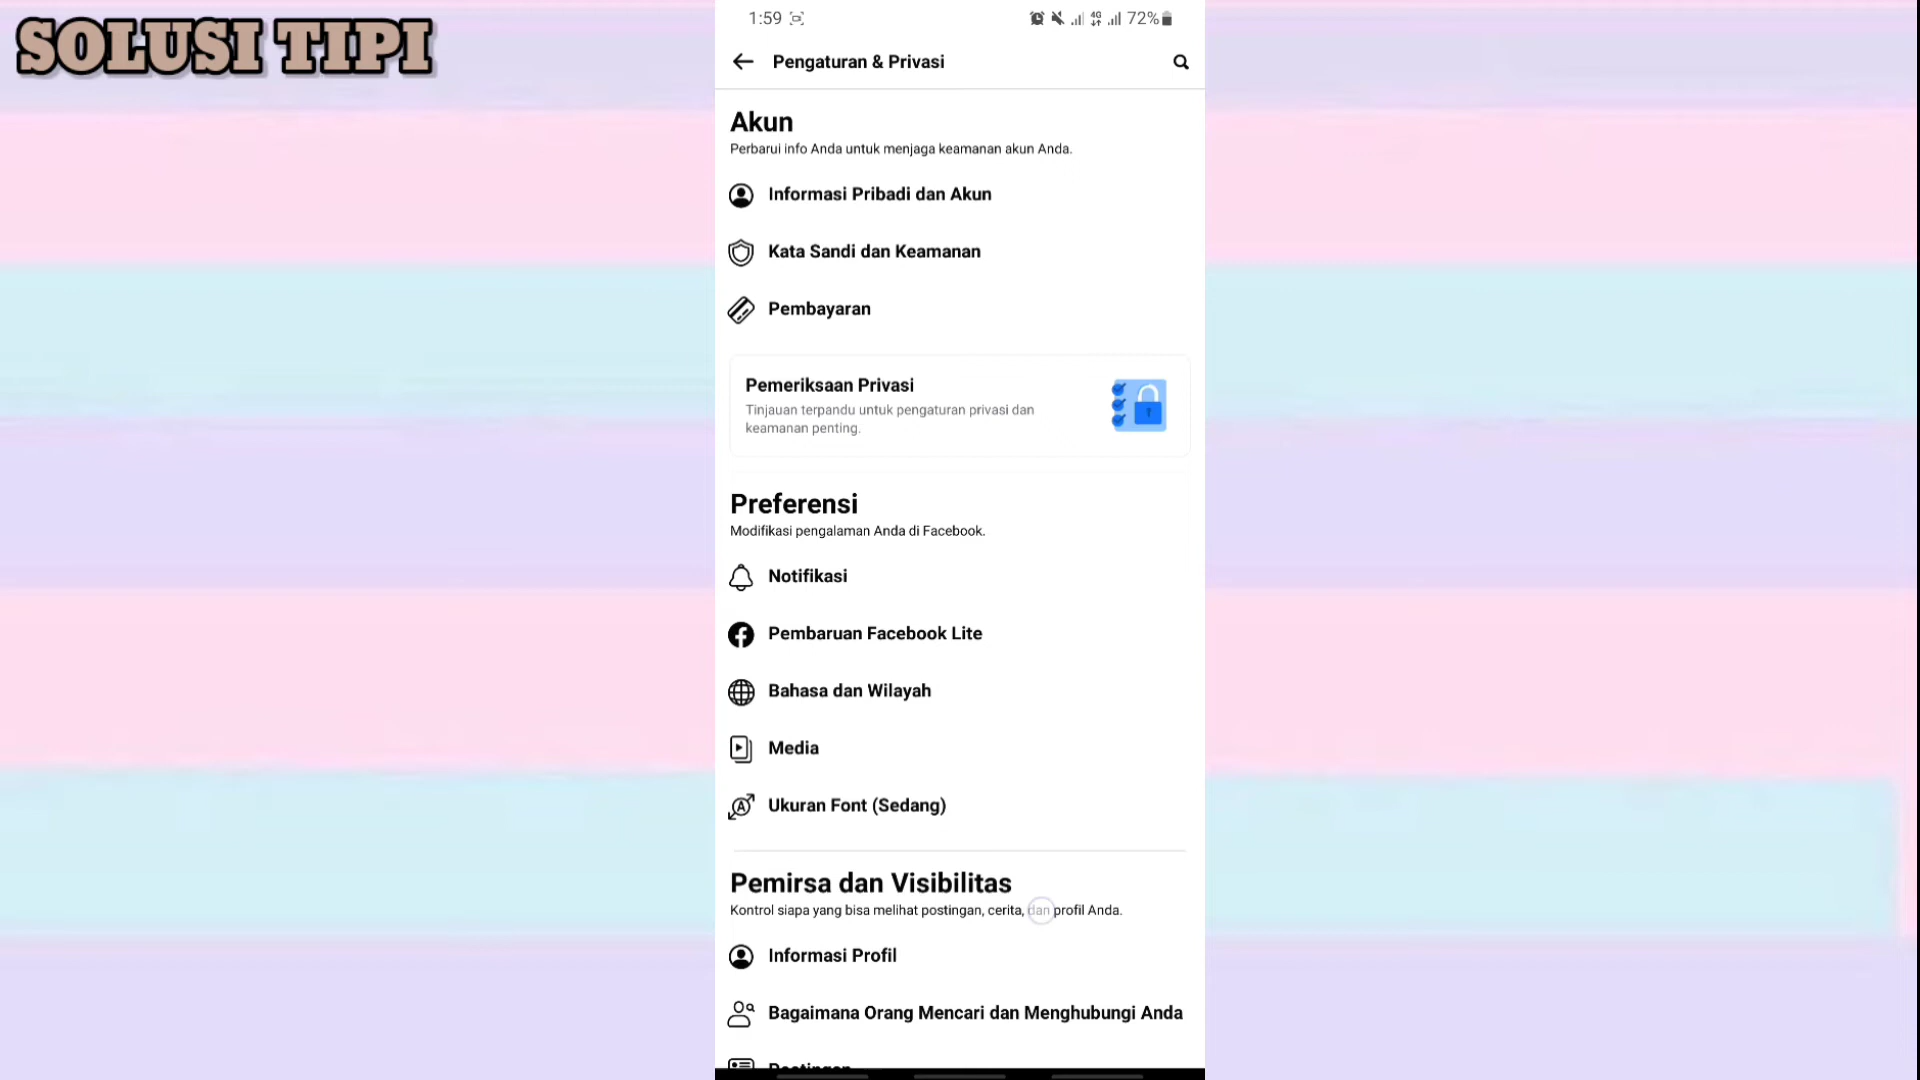 SOLUSI TIPI
1:59
4G
72%
Pengaturan & Privasi
Akun
Perbarui info Anda untuk menjaga keamanan akun Anda.
Informasi Pribadi dan Akun
Kata Sandi dan Keamanan
Pembayaran
Pemeriksaan Privasi
Tinjauan terpandu untuk pengaturan privasi dan
keamanan penting.
Preferensi
Modifikasi pengalaman Anda di Facebook.
Notifikasi
Pembaruan Facebook Lite
Bahasa dan Wilayah
Media
Ukuran Font (Sedang)
Pemirsa dan Visibilitas
Kontrol siapa yang bisa melihat postingan, cerita, dan profil Anda.
Informasi Profil
Bagaimana Orang Mencari dan Menghubungi Anda
Postingan